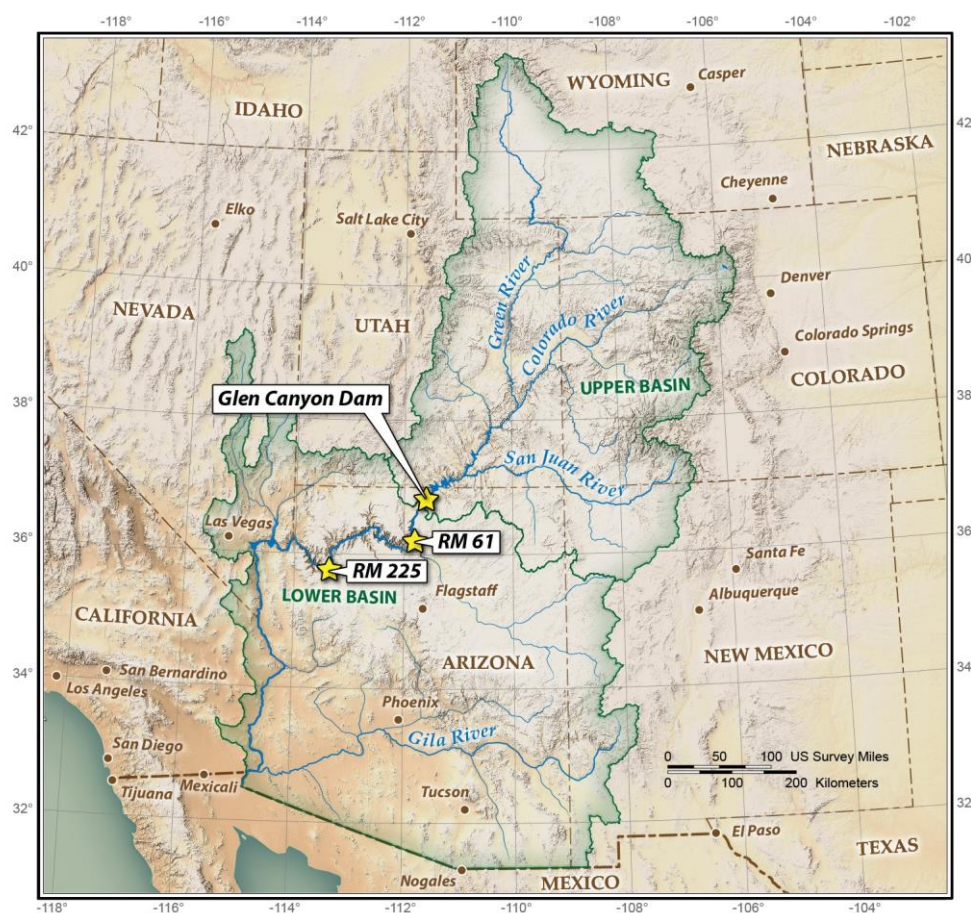 -116°
-114°
-112°
-110°
-108°
-106°
-104°
-102°
WYOMING
Casper
IDAHO
42°
42
NEBRASKA
Cheyenne
Elko
Salt Lake City
40°
40
Green River
Denver
NEVADA
UTAH
Colorado River
Colorado Springs
UPPER BASIN
COLORADO
Glen Canyon Dam
38°
38
San Juan River
Las Vegas
36°
36
RM 61
RM 225
Santa Fe
LOWER BASIN
Flagstaff
Albuquerque
CALIFORNIA
34°
34
ARIZONA
NEW MEXICO
San Bernardino
Los Angeles
Phoenix
Gila River
San Diego
0 50 100 US Survey Miles
0 100 200 Kilometers
Tijuana
Mexicali
Tucson
32°
32
El Paso
TEXAS
Nogales
MEXICO
-118°
-116°
-114°
-112°
-110°
-108°
-106°
-104°